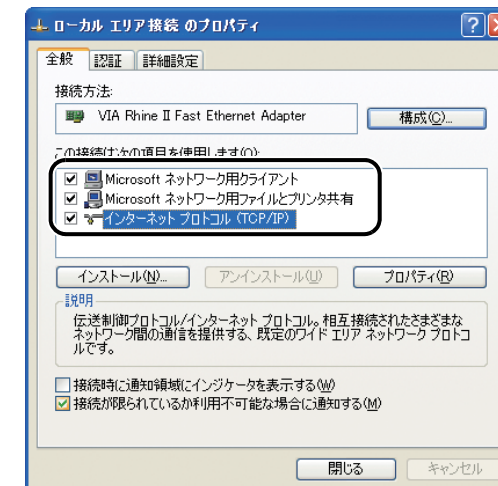 ローカル エリア接続 のプロパティ
全般 認証 詳細設定
接続方法:
VIA Rhine II Fast Ethernet Adapter 構成(C)...
この接続は次の項目を使用します(O):
Microsoft ネットワーク用クライアント
Microsoft ネットワーク用ファイルとプリンタ共有
インターネット プロトコル (TCP/IP)
インストール(N)... アンインストール(U) プロパティ(R)
説明
伝送制御プロトコル/インターネット プロトコル。相互接続されたさまざまな
ネットワーク間の通信を提供する、既定のワイド エリア ネットワーク プロトコ
ルです。
接続時に通知領域にインジケータを表示する(W)
接続が限られているか利用不可能な場合に通知する(M)
閉じる キャンセル